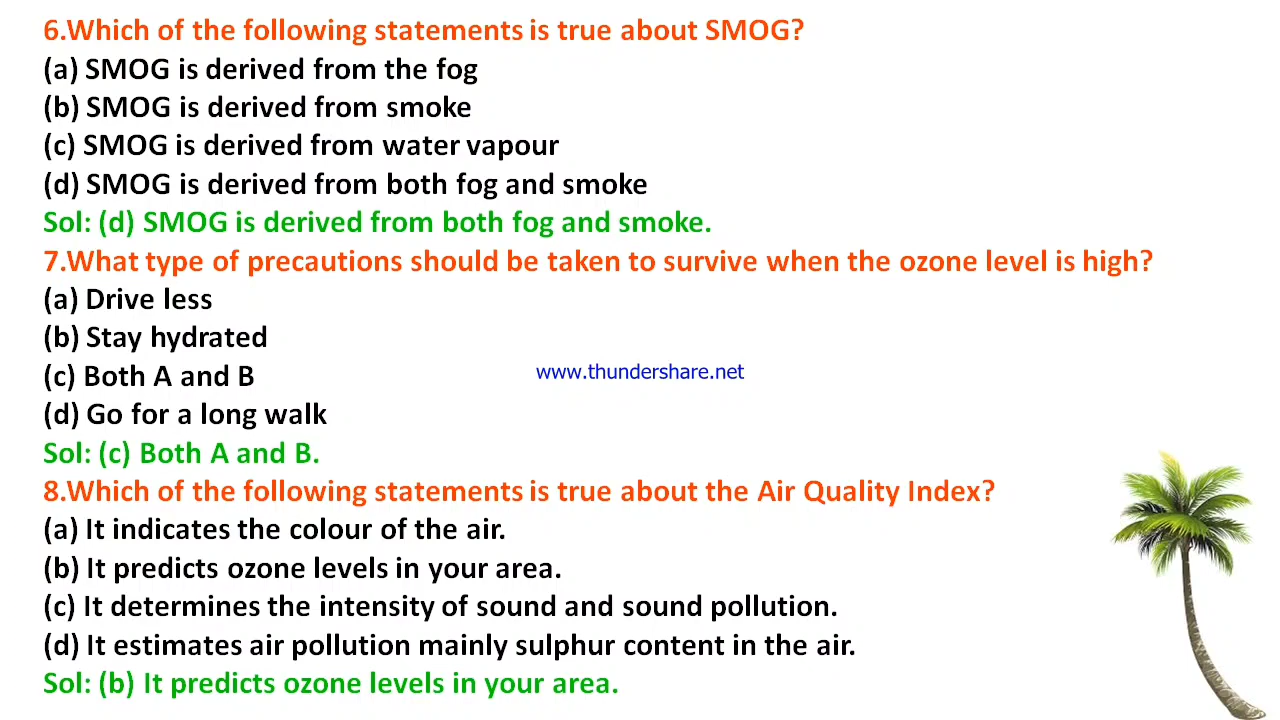 6.Which of the following statements is true about SMOG?
(a) SMOG is derived from the fog
(b) SMOG is derived from smoke
(c) SMOG is derived from water vapour
(d) SMOG is derived from both fog and smoke
Sol: (d) SMOG is derived from both fog and smoke.
7.What type of precautions should be taken to survive when the ozone level is high?
(a) Drive less
(b) Stay hydrated
(c) Both A and B
www.thundershare.net
(d) Go for a long walk
Sol: (c) Both A and B.
8.Which of the following statements is true about the Air Quality Index?
(a) It indicates the colour of the air.
(b) It predicts ozone levels in your area.
(c) It determines the intensity of sound and sound pollution.
(d) It estimates air pollution mainly sulphur content in the air.
Sol: (b) It predicts ozone levels in your area.